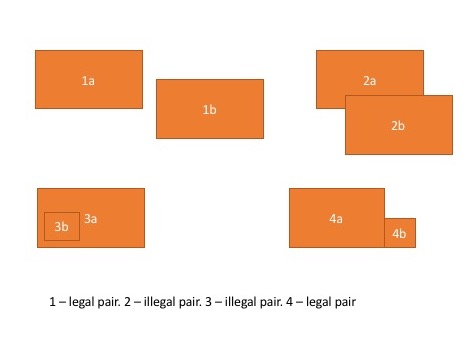 1a
1b
2a
2b
3a
3b
4a
4b
1 – legal pair. 2 – illegal pair. 3 – illegal pair. 4 – legal pair